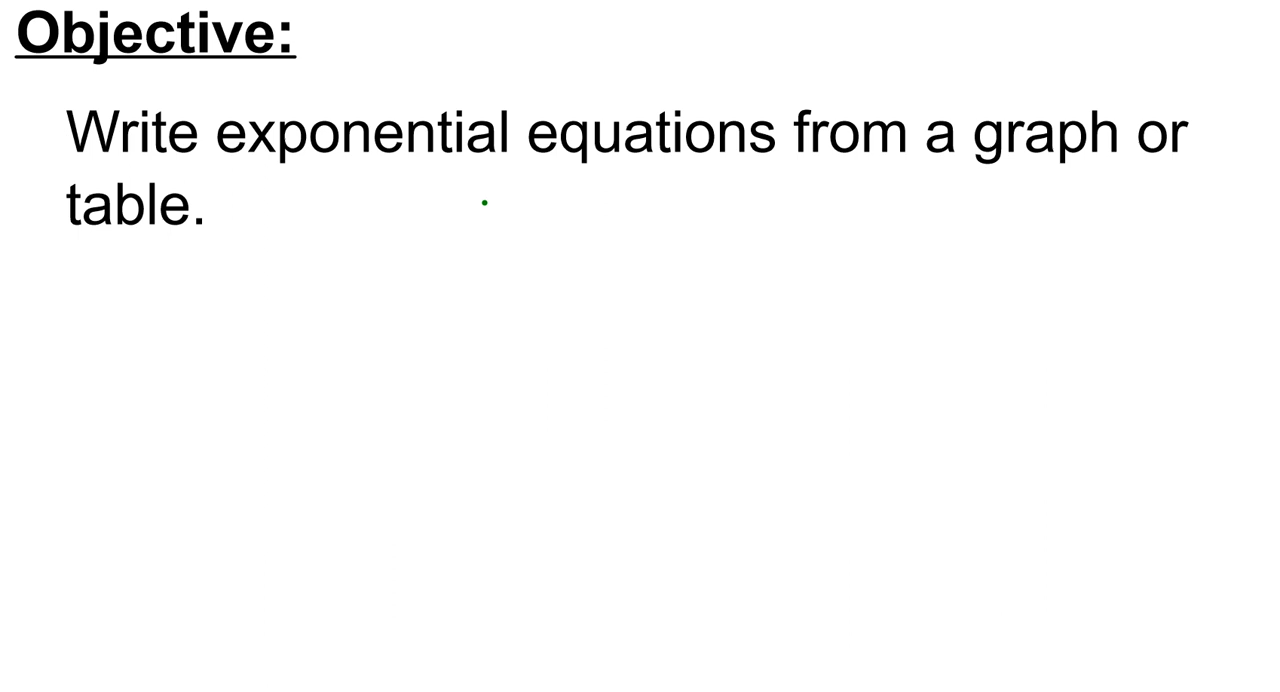 Objective:
Write exponential equations from a graph or
table.